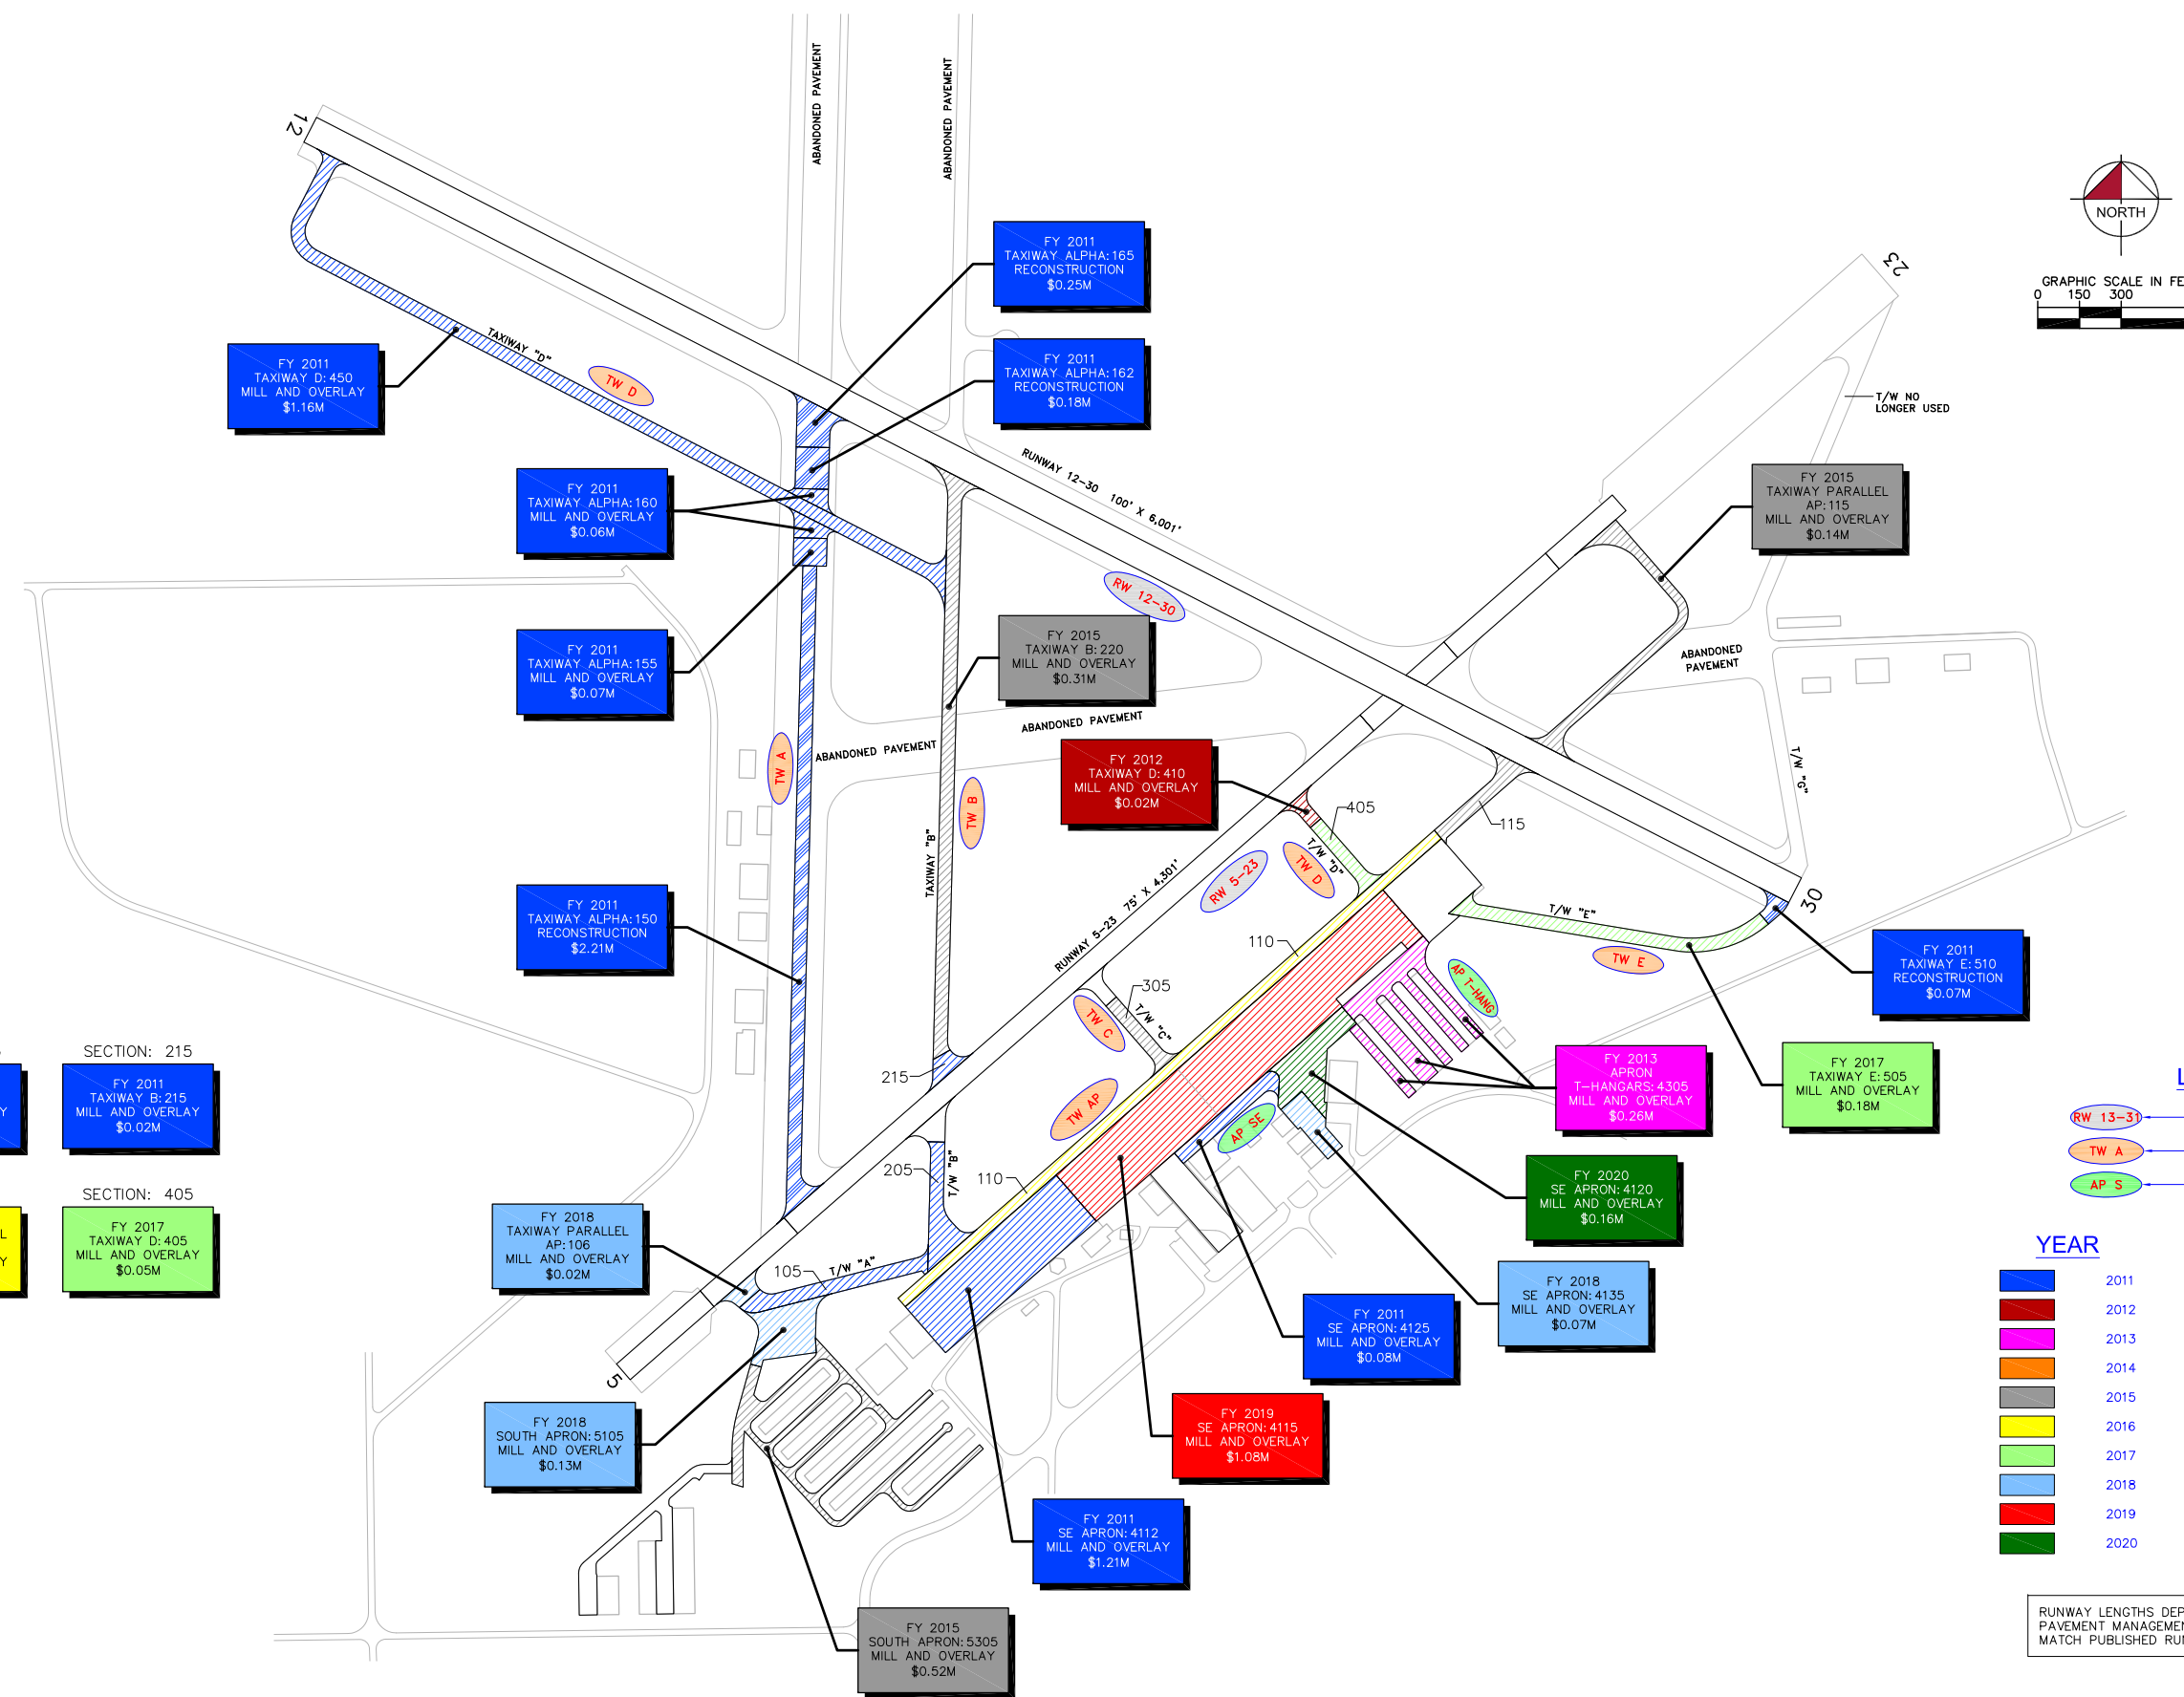 12
ABANDONED PAVEMENT
ABANDONED PAVEMENT
NORTH
GRAPHIC SCALE IN FE
0 150 300
23
FY 2011
TAXIWAY ALPHA:165
RECONSTRUCTION
$0.25M
FY 2011
TAXIWAY ALPHA:162
RECONSTRUCTION
$0.18M
FY 2011
TAXIWAY D:450
MILL AND OVERLAY
$1.16M
TAXIWAY "D"
TW D
T/W NO
LONGER USED
RUNWAY 12-30 100' X 6,001'
FY 2011
TAXIWAY ALPHA:160
MILL AND OVERLAY
$0.06M
FY 2015
TAXIWAY PARALLEL
AP:115
MILL AND OVERLAY
$0.14M
RW 12-30
FY 2011
TAXIWAY ALPHA:155
MILL AND OVERLAY
$0.07M
FY 2015
TAXIWAY B:220
MILL AND OVERLAY
$0.31M
ABANDONED
PAVEMENT
ABANDONED PAVEMENT
ABANDONED PAVEMENT
TW A
TW B
TAXIWAY "B"
FY 2012
TAXIWAY D:410
MILL AND OVERLAY
$0.02M
405
115
T/W "G"
T/W "D"
TW D
RW 5-23
RUNWAY 5-23 75' X 4,301'
FY 2011
TAXIWAY ALPHA:150
RECONSTRUCTION
$2.21M
110
T/W "E"
TW E
30
FY 2011
TAXIWAY E:510
RECONSTRUCTION
$0.07M
AP T-HANG
305
T/W "C"
TW C
SECTION: 215
FY 2011
TAXIWAY B:215
MILL AND OVERLAY
$0.02M
215
FY 2013
APRON
T-HANGARS:4305
MILL AND OVERLAY
$0.26M
FY 2017
TAXIWAY E:505
MILL AND OVERLAY
$0.18M
L
RW 13-31
TW A
AP S
TW AP
AP SE
205
T/W "B"
110
SECTION: 405
FY 2017
TAXIWAY D:405
MILL AND OVERLAY
$0.05M
FY 2020
SE APRON:4120
MILL AND OVERLAY
$0.16M
FY 2018
TAXIWAY PARALLEL
AP:106
MILL AND OVERLAY
$0.02M
105
T/W "A"
FY 2018
SE APRON:4135
MILL AND OVERLAY
$0.07M
FY 2011
SE APRON:4125
MILL AND OVERLAY
$0.08M
5
FY 2018
SOUTH APRON:5105
MILL AND OVERLAY
$0.13M
FY 2019
SE APRON:4115
MILL AND OVERLAY
$1.08M
FY 2011
SE APRON:4112
MILL AND OVERLAY
$1.21M
FY 2015
SOUTH APRON:5305
MILL AND OVERLAY
$0.52M
YEAR
2011
2012
2013
2014
2015
2016
2017
2018
2019
2020
RUNWAY LENGTHS DEP
PAVEMENT MANAGEMEN
MATCH PUBLISHED RU